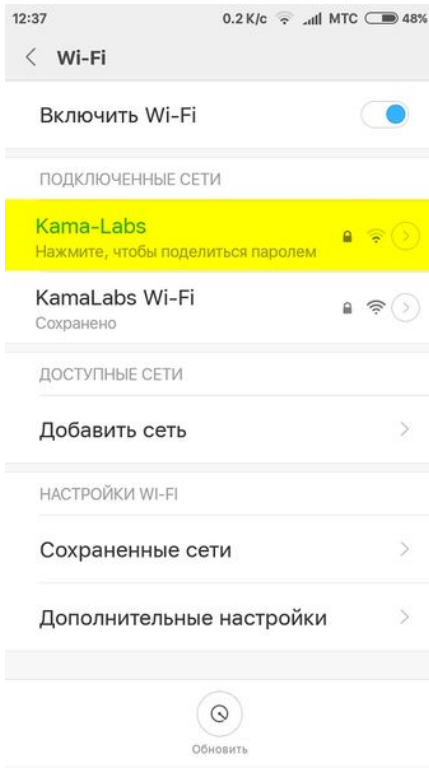 12:37 0.2 K/c МТС 48%
Wi-Fi
Включить Wi-Fi
ПОДКЛЮЧЕННЫЕ СЕТИ
Kama-Labs
Нажмите, чтобы поделиться паролем
KamaLabs Wi-Fi
Сохранено
ДОСТУПНЫЕ СЕТИ
Добавить сеть
НАСТРОЙКИ WI-FI
Сохраненные сети
Дополнительные настройки
Обновить